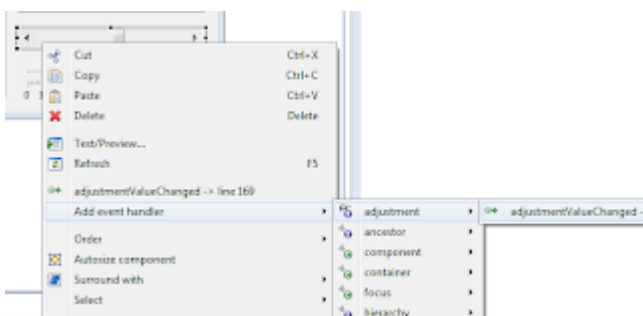 Cut Ctrl+X
Copy Ctrl+C
Paste Ctrl+V
Delete Delete
Test/Preview...
Refresh F5
adjustmentValueChanged -> line 169
Add event handler adjustment adjustmentValueChanged -
ancestor
Order
component
Autosize component
container
Surround with
focus
Select
hierarchy